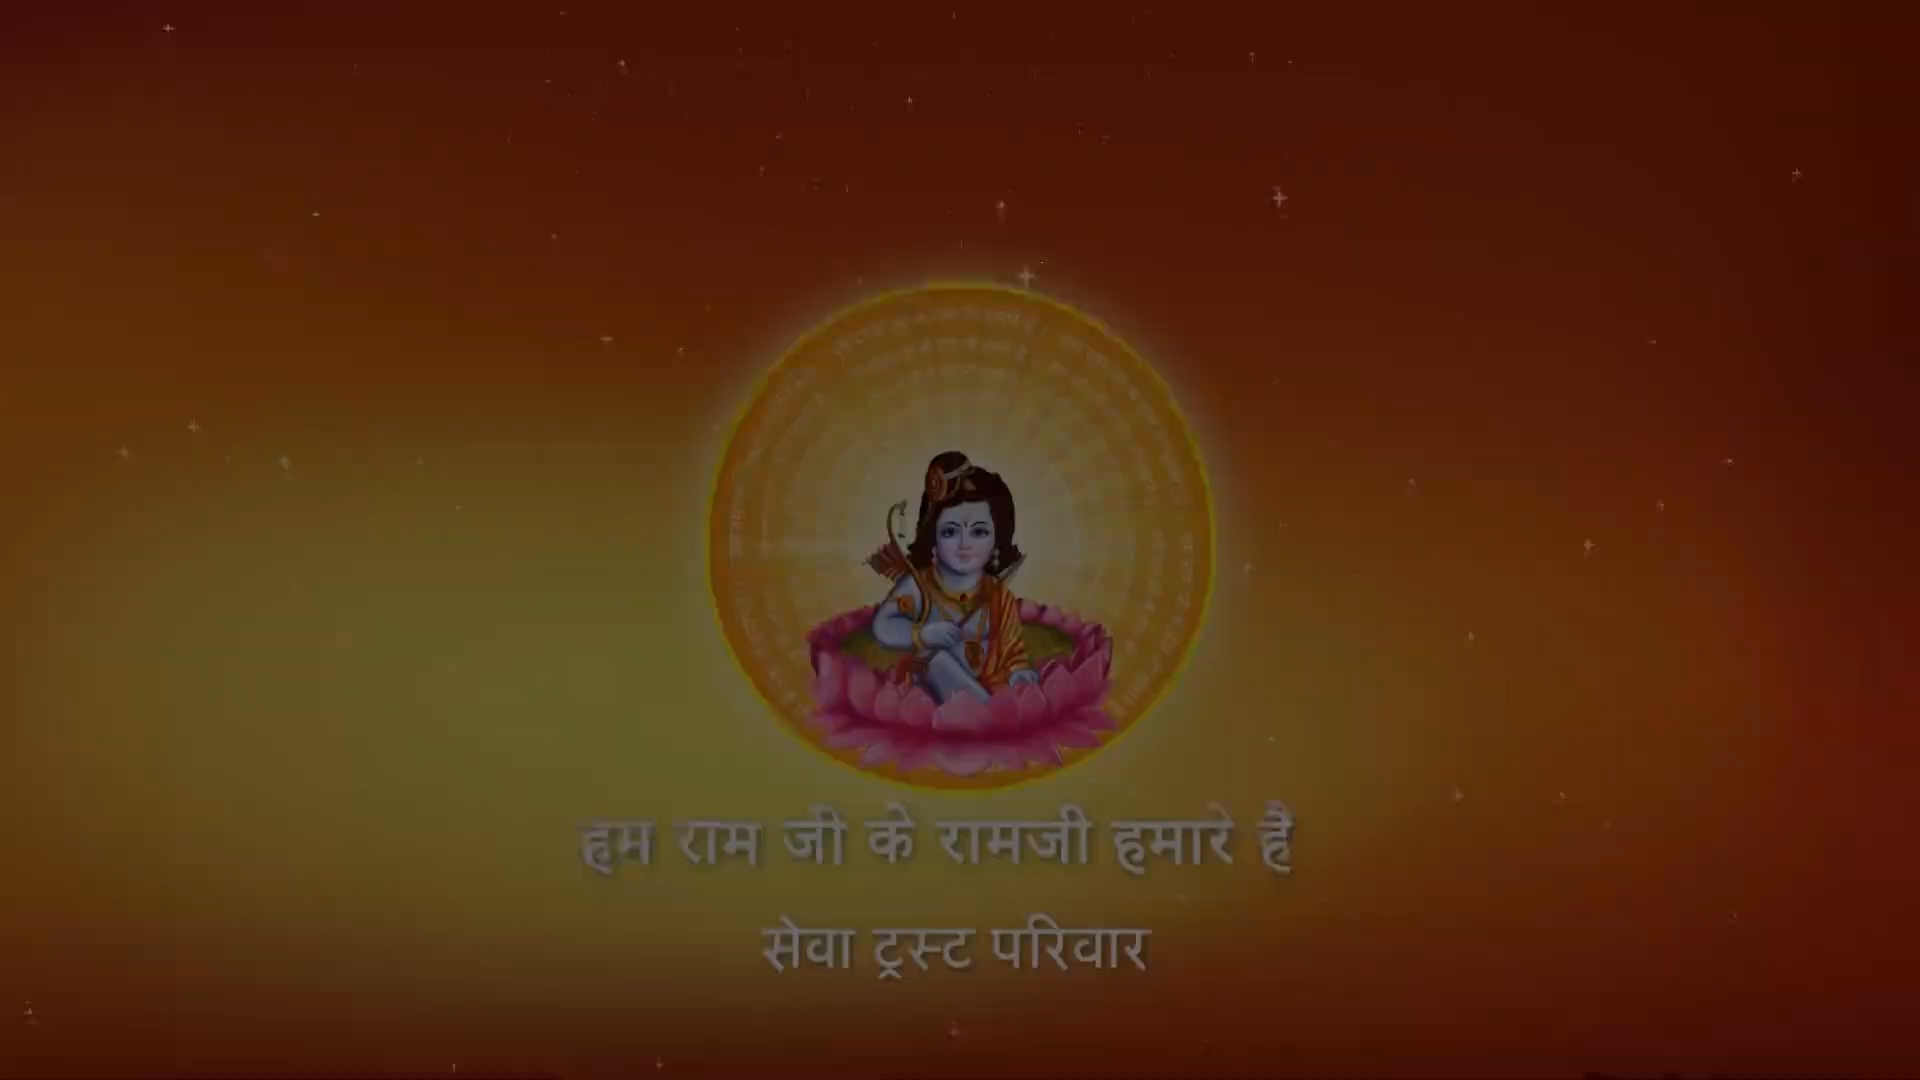 हम राम जी के रामजी हमारे है
सेवा ट्रस्ट परिवार